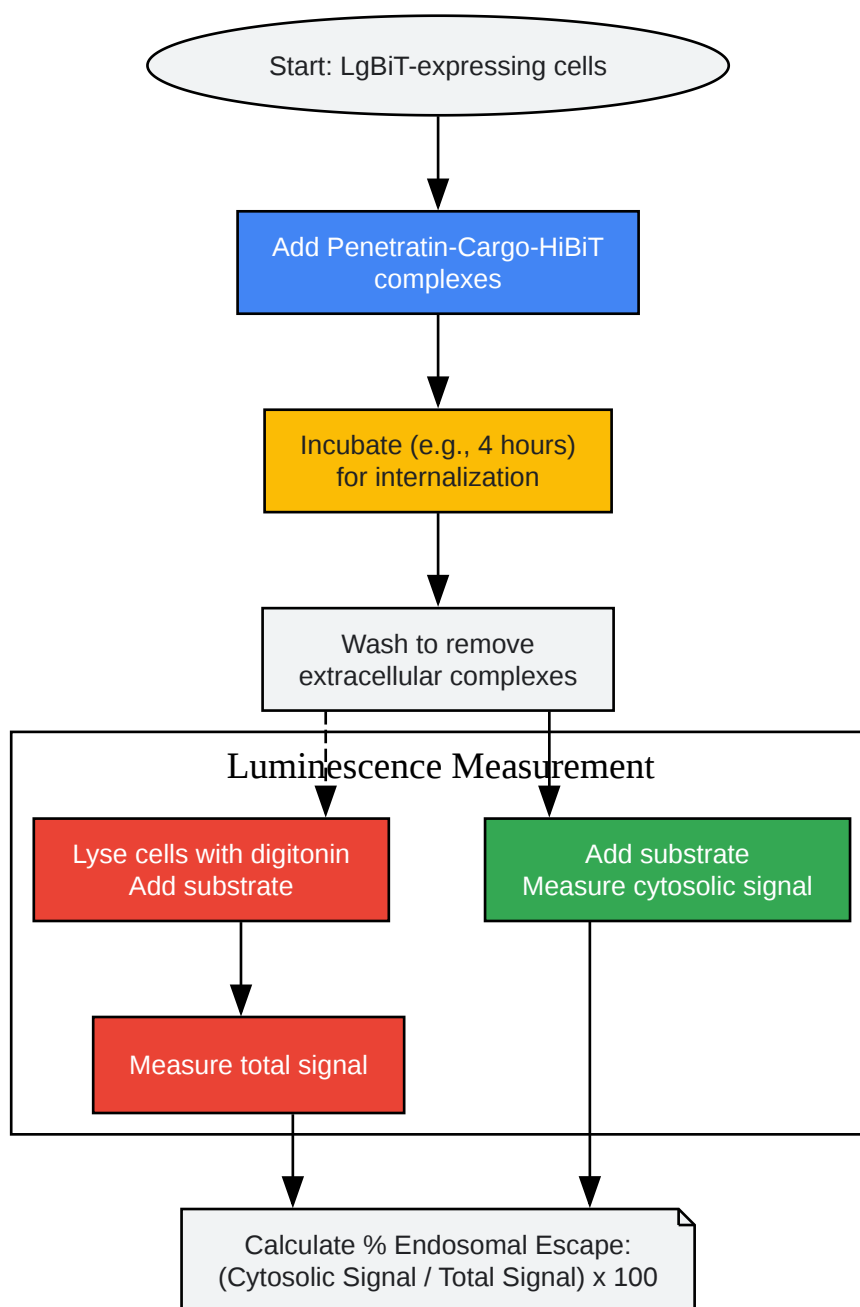 Start: LgBiT-expressing cells
Add Penetratin-Cargo-HiBiT
complexes
Incubate (e.g., 4 hours)
for internalization
Wash to remove
extracellular complexes
Luminescence Measurement
Lyse cells with digitonin
Add substrate
Add substrate
Measure cytosolic signal
Measure total signal
Calculate % Endosomal Escape:
(Cytosolic Signal / Total Signal) x 100